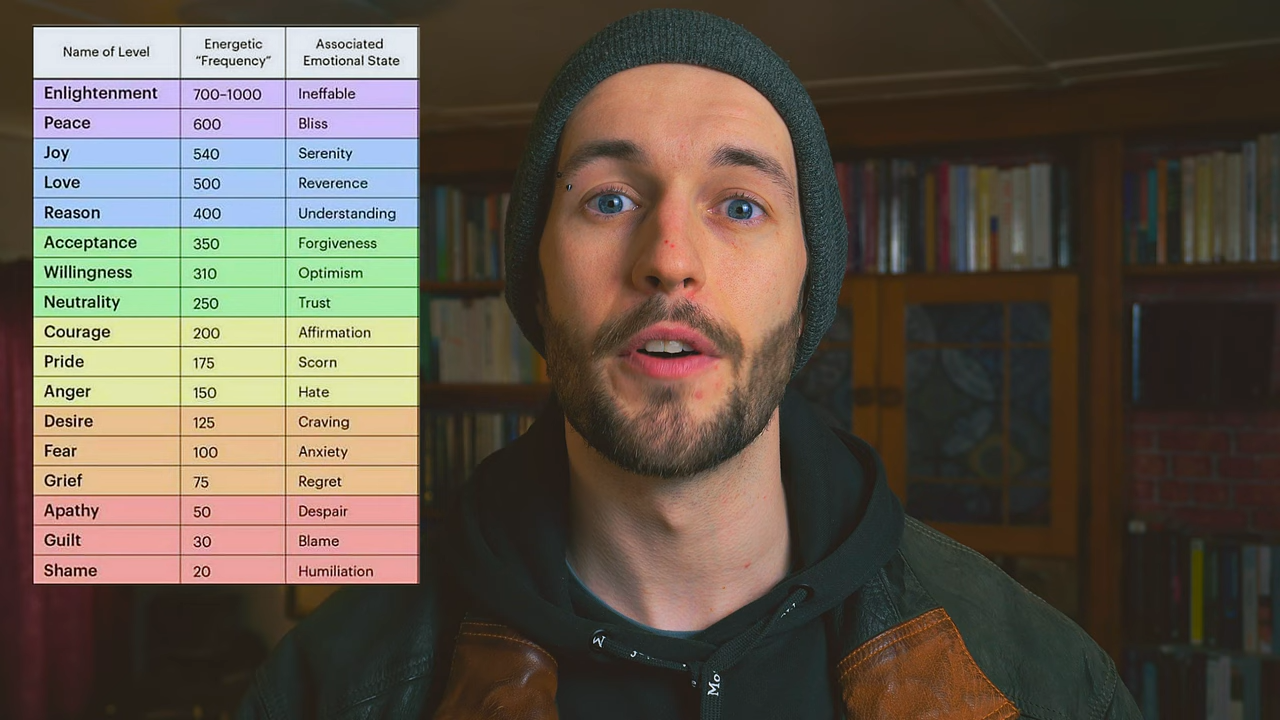 Name of Level
Energetic
“Frequency”
Associated
Emotional State
Enlightenment 700–1000 Ineffable
Peace 600 Bliss
Joy 540 Serenity
Love 500 Reverence
Reason 400 Understanding
Acceptance 350 Forgiveness
Willingness 310 Optimism
Neutrality 250 Trust
Courage 200 Affirmation
Pride 175 Scorn
Anger 150 Hate
Desire 125 Craving
Fear 100 Anxiety
Grief 75 Regret
Apathy 50 Despair
Guilt 30 Blame
Shame 20 Humiliation
Mo